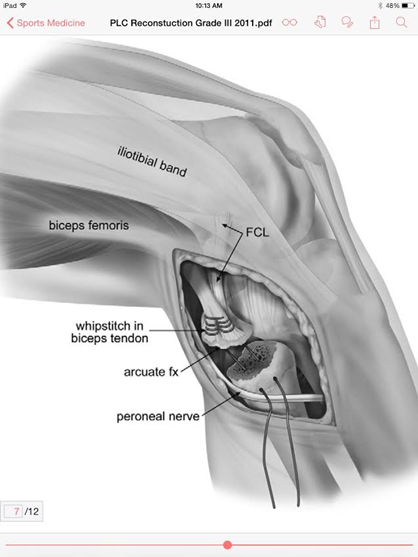 iPad 10:13 AM 48%
Sports Medicine PLC Reconstuction Grade III 2011.pdf
iliotibial band
biceps femoris
FCL
whipstitch in
biceps tendon
arcuate fx
peroneal nerve
7 /12